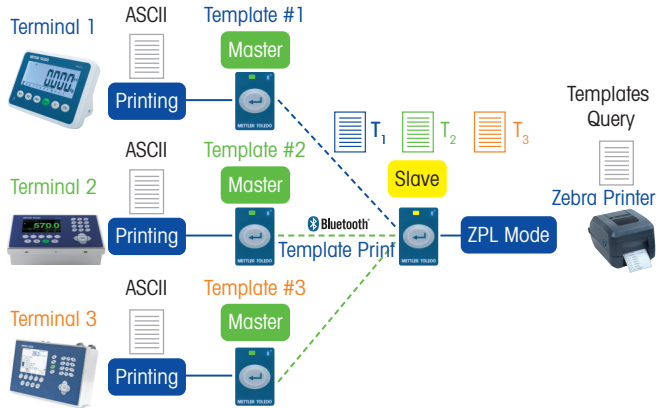 Terminal 1
ASCII
Template #1
Master
Printing
METTLER TOLEDO
Terminal 2
ASCII
Template #2
Master
Printing
METTLER TOLEDO
Terminal 3
ASCII
Template #3
Master
Printing
METTLER TOLEDO
Bluetooth
Template Print
T1
T2
T3
Slave
METTLER TOLEDO
ZPL Mode
Templates
Query
Zebra Printer